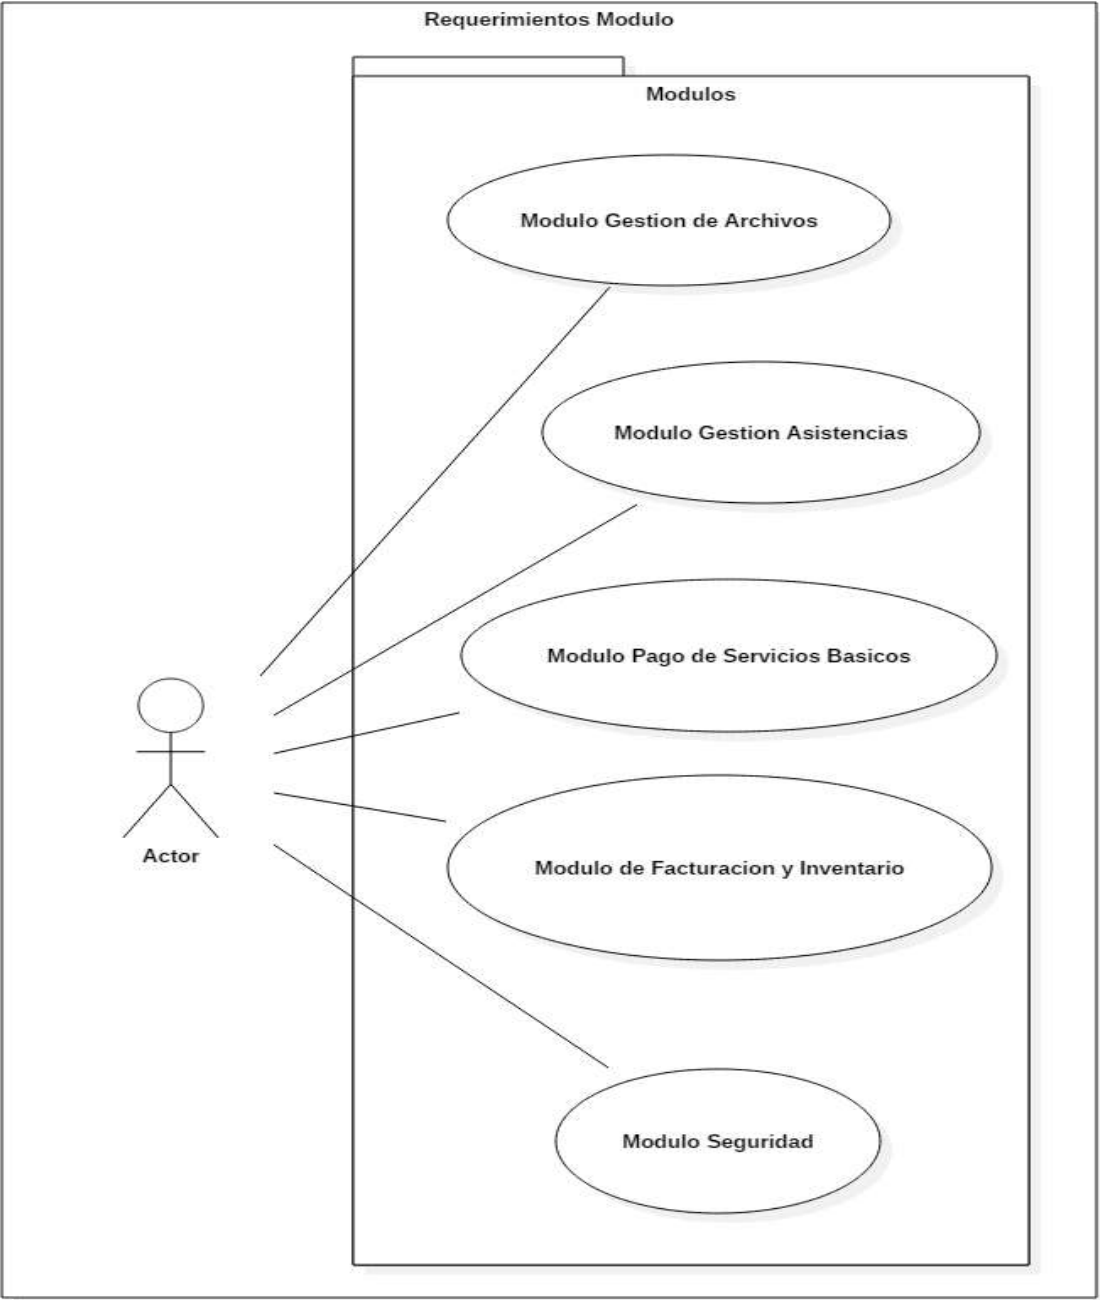 Requerimientos Modulo
Modulos
Modulo Gestion de Archivos
Modulo Gestion Asistencias
Modulo Pago de Servicios Basicos
Modulo de Facturacion y Inventario
Actor
Modulo Seguridad